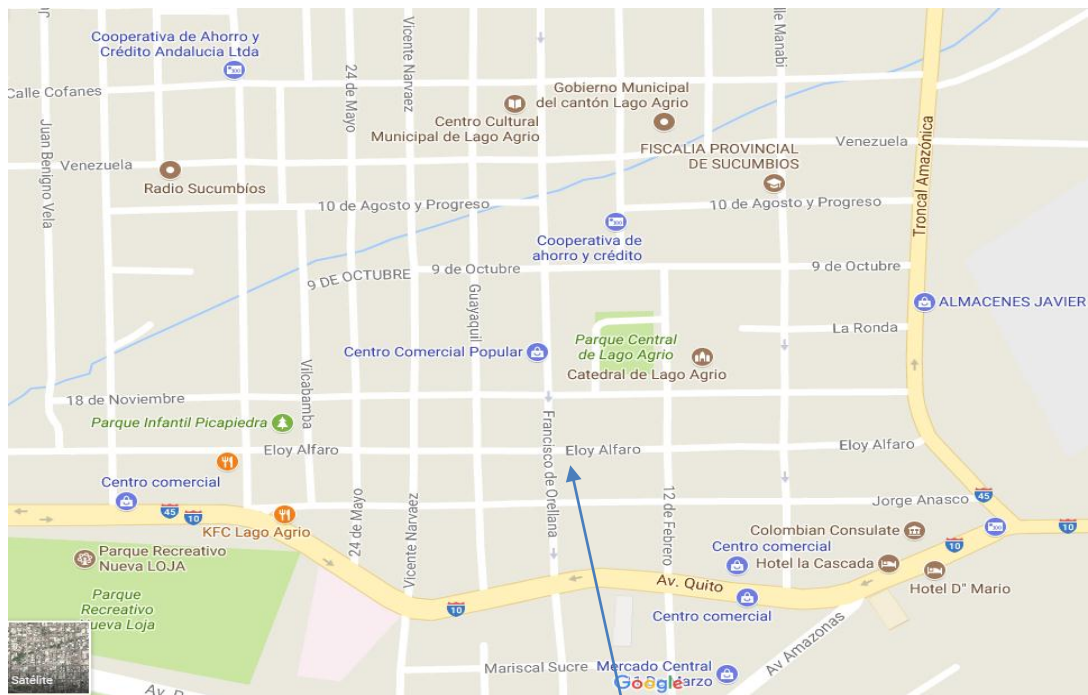 Cooperativa de Ahorro y
Crédito Andalucia Ltda
Calle Cofanes
Juan Benigno Vela
24 de Mayo
Vicente Narvaez
Centro Cultural
Municipal de Lago Agrio
Gobierno Municipal
del cantón Lago Agrio
Manabi
Venezuela
Radio Sucumbíos
FISCALIA PROVINCIAL
DE SUCUMBIOS
Venezuela
Troncal Amazónica
10 de Agosto y Progreso
10 de Agosto y Progreso
Cooperativa de
ahorro y crédito
9 DE OCTUBRE
9 de Octubre
9 de Octubre
Guayaquil
ALMACENES JAVIER
La Ronda
Centro Comercial Popular
Parque Central
de Lago Agrio
Catedral de Lago Agrio
Vilcabamba
18 de Noviembre
Parque Infantil Picapiedra
Francisco de Orellana
Eloy Alfaro
Eloy Alfaro
Eloy Alfaro
Centro comercial
45
10
KFC Lago Agrio
24 de Mayo
Vicente Narvaez
12 de Febrero
Jorge Anasco
45
10
10
Colombian Consulate
Centro comercial
Hotel la Cascada
Hotel D" Mario
Parque Recreativo
Nueva LOJA
Parque
Recreativo
Nueva Loja
10
Av. Quito
Centro comercial
Av Amazonas
Satélite
Mariscal Sucre
Mercado Central
Marzo
Google